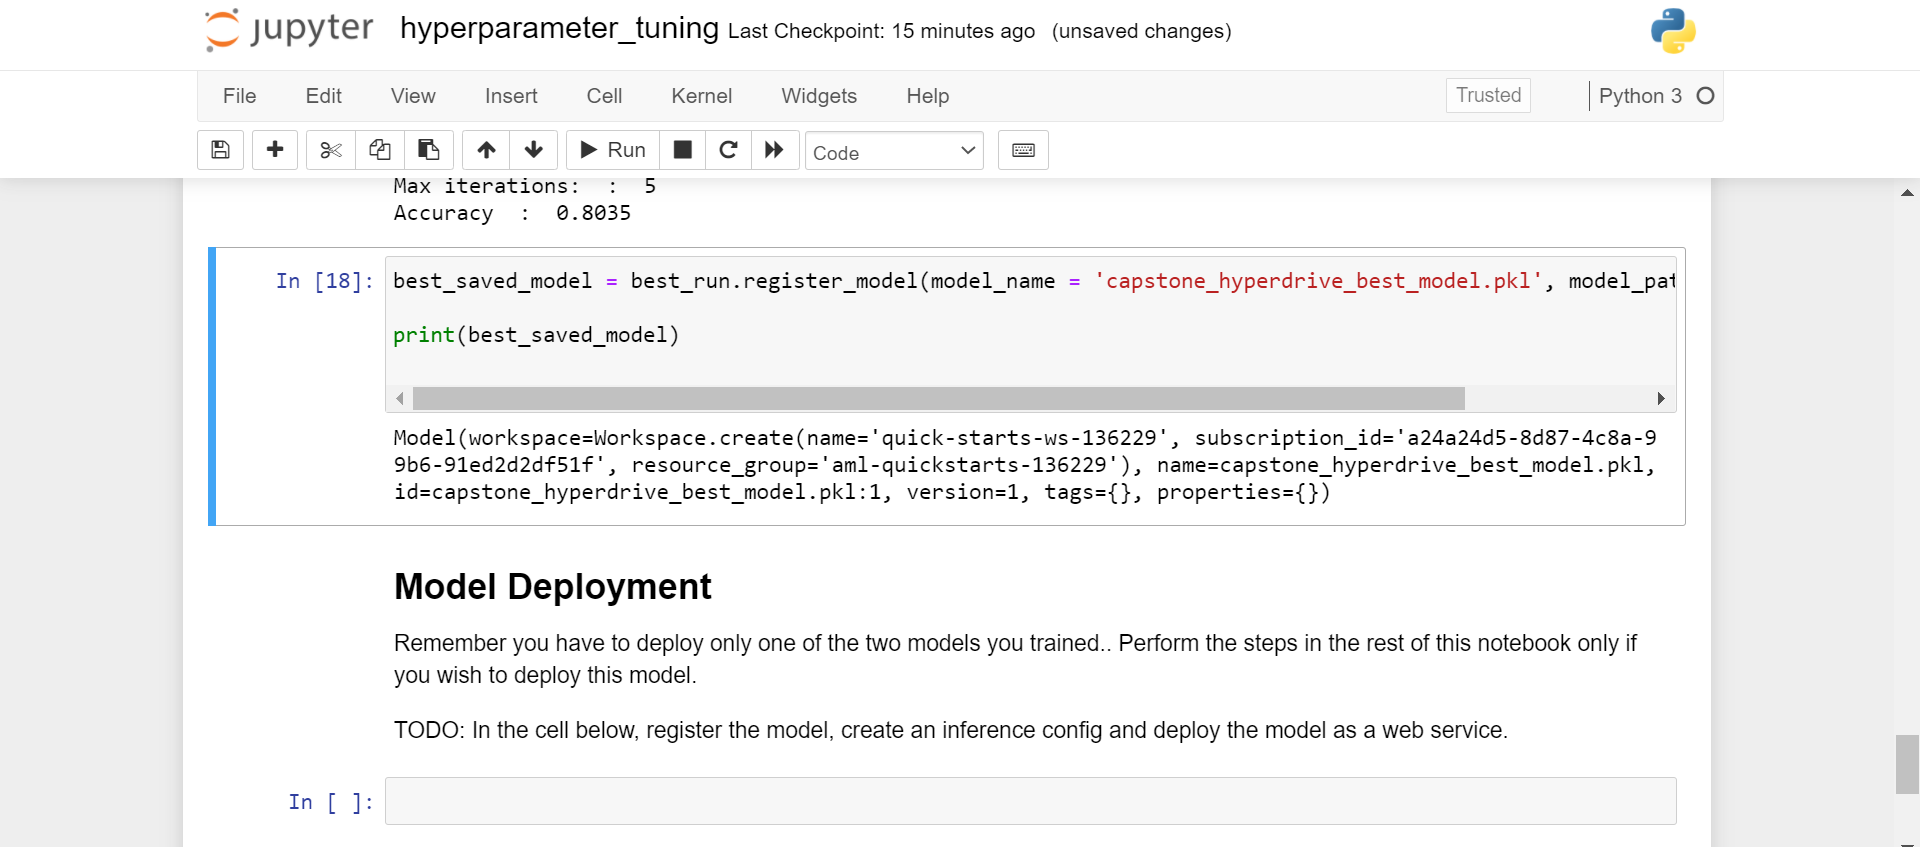 jupyter hyperparameter_tuning Last Checkpoint: 15 minutes ago (unsaved changes)
File Edit View Insert Cell Kernel Widgets Help Trusted Python 3
Run Code
Max iterations:  :  5
Accuracy  :  0.8035
In [18]: best_saved_model = best_run.register_model(model_name = 'capstone_hyperdrive_best_model.pkl', model_pat
print(best_saved_model)
Model(workspace=Workspace.create(name='quick-starts-ws-136229', subscription_id='a24a24d5-8d87-4c8a-9
9b6-91ed2d2df51f', resource_group='aml-quickstarts-136229'), name=capstone_hyperdrive_best_model.pkl,
id=capstone_hyperdrive_best_model.pkl:1, version=1, tags={}, properties={})
Model Deployment
Remember you have to deploy only one of the two models you trained.. Perform the steps in the rest of this notebook only if
you wish to deploy this model.
TODO: In the cell below, register the model, create an inference config and deploy the model as a web service.
In [ ]: